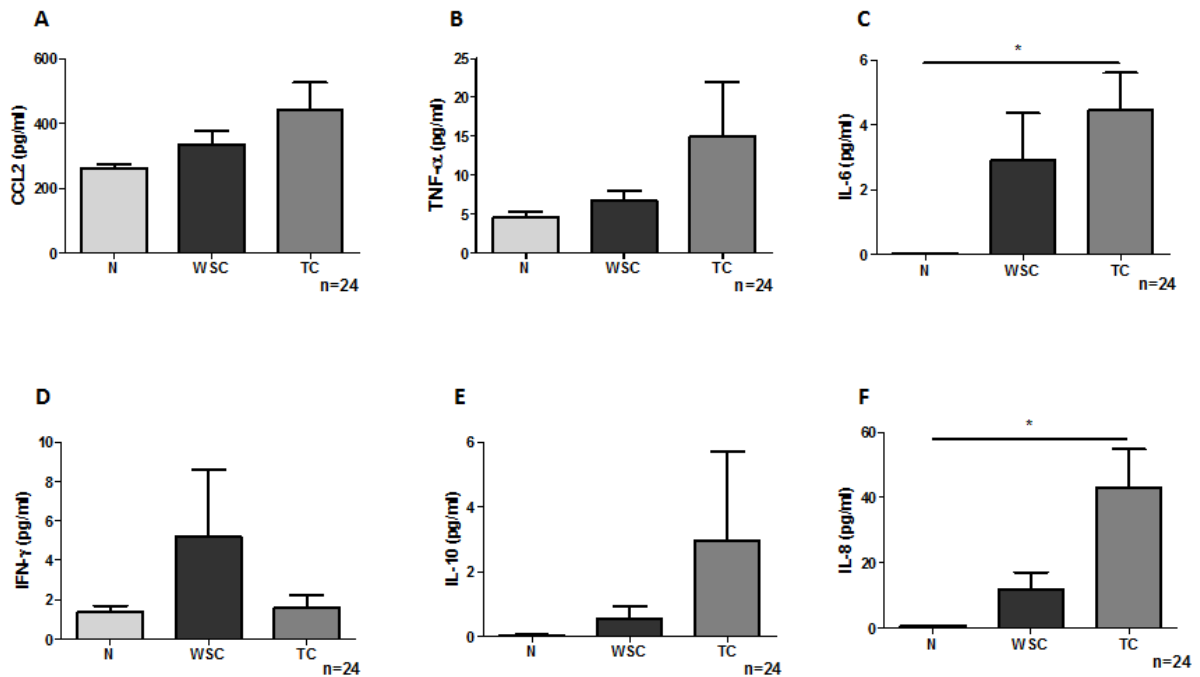 A
CCL2 (pg/ml)
600
400
200
0
N WSC TC
n=24
B
TNF-α (pg/ml)
25
20
15
10
5
0
N WSC TC
n=24
C
IL-6 (pg/ml)
6
4
2
0
*
N WSC TC
n=24
D
IFN-γ (pg/ml)
10
8
6
4
2
0
N WSC TC
n=24
E
IL-10 (pg/ml)
6
4
2
0
N WSC TC
n=24
F
IL-8 (pg/ml)
60
40
20
0
*
N WSC TC
n=24